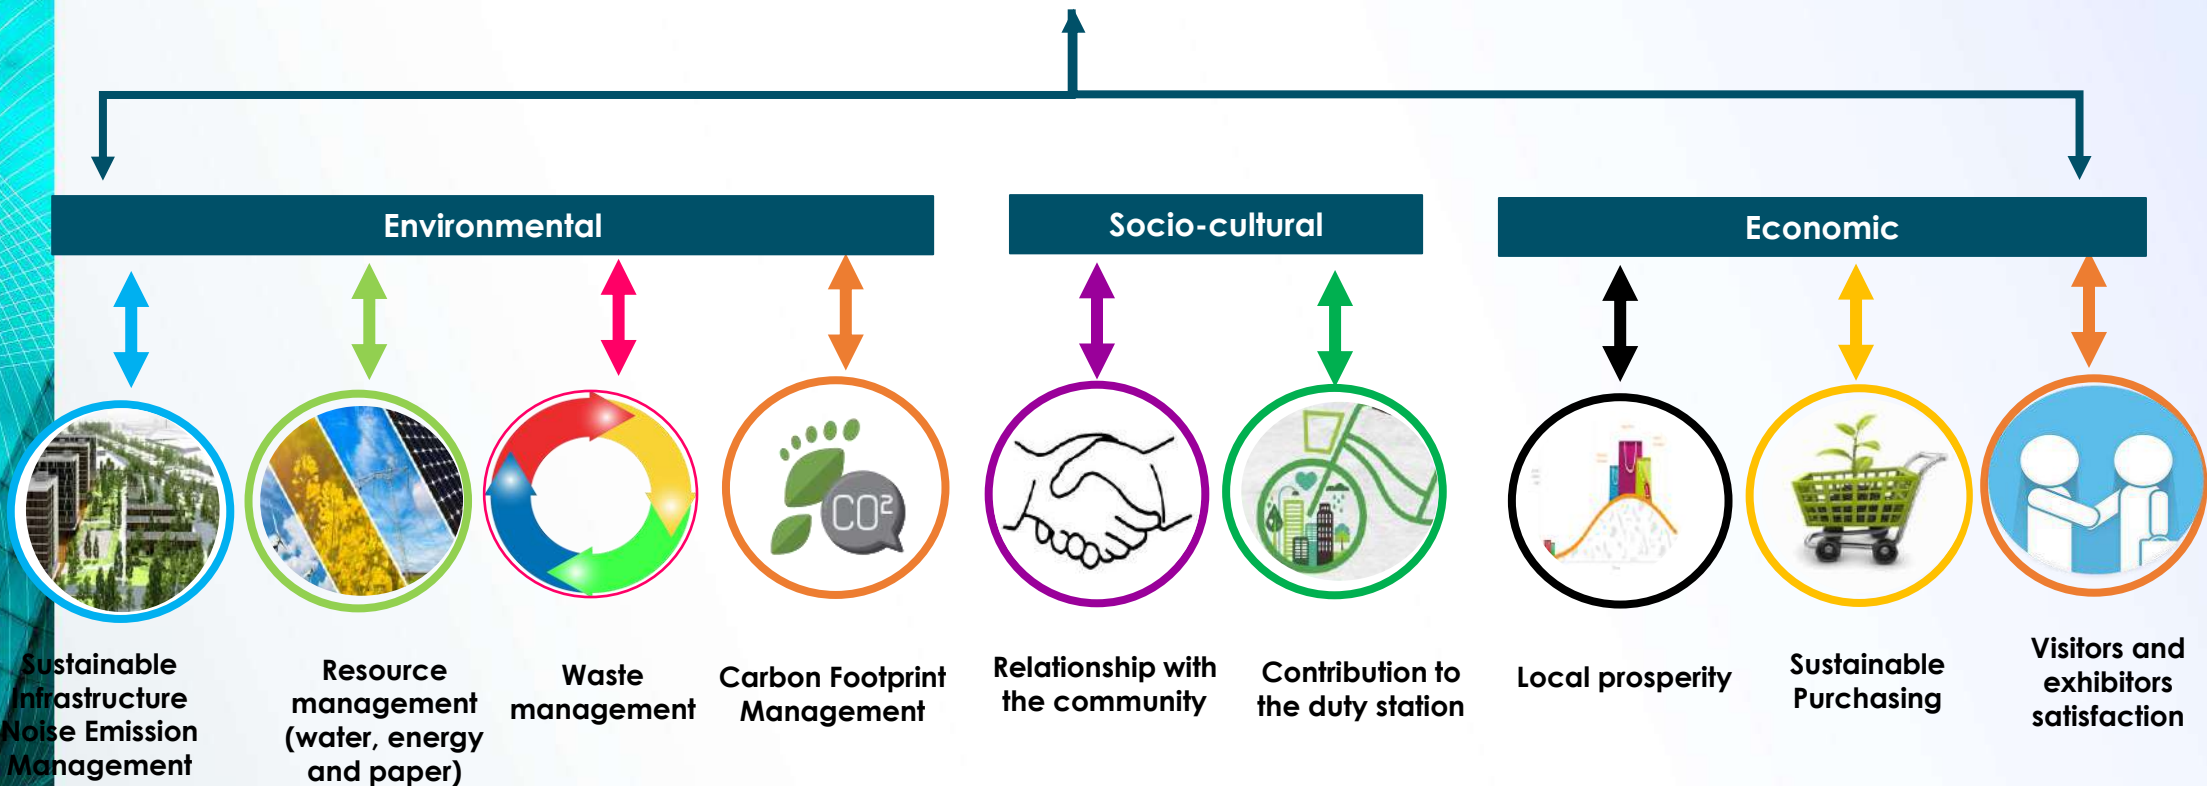 Environmental
Socio-cultural
Economic
CO²
Sustainable
Infrastructure
Noise Emission
Management
Resource
management
(water, energy
and paper)
Waste
management
Carbon Footprint
Management
Relationship with
the community
Contribution to
the duty station
Local prosperity
Sustainable
Purchasing
Visitors and
exhibitors
satisfaction